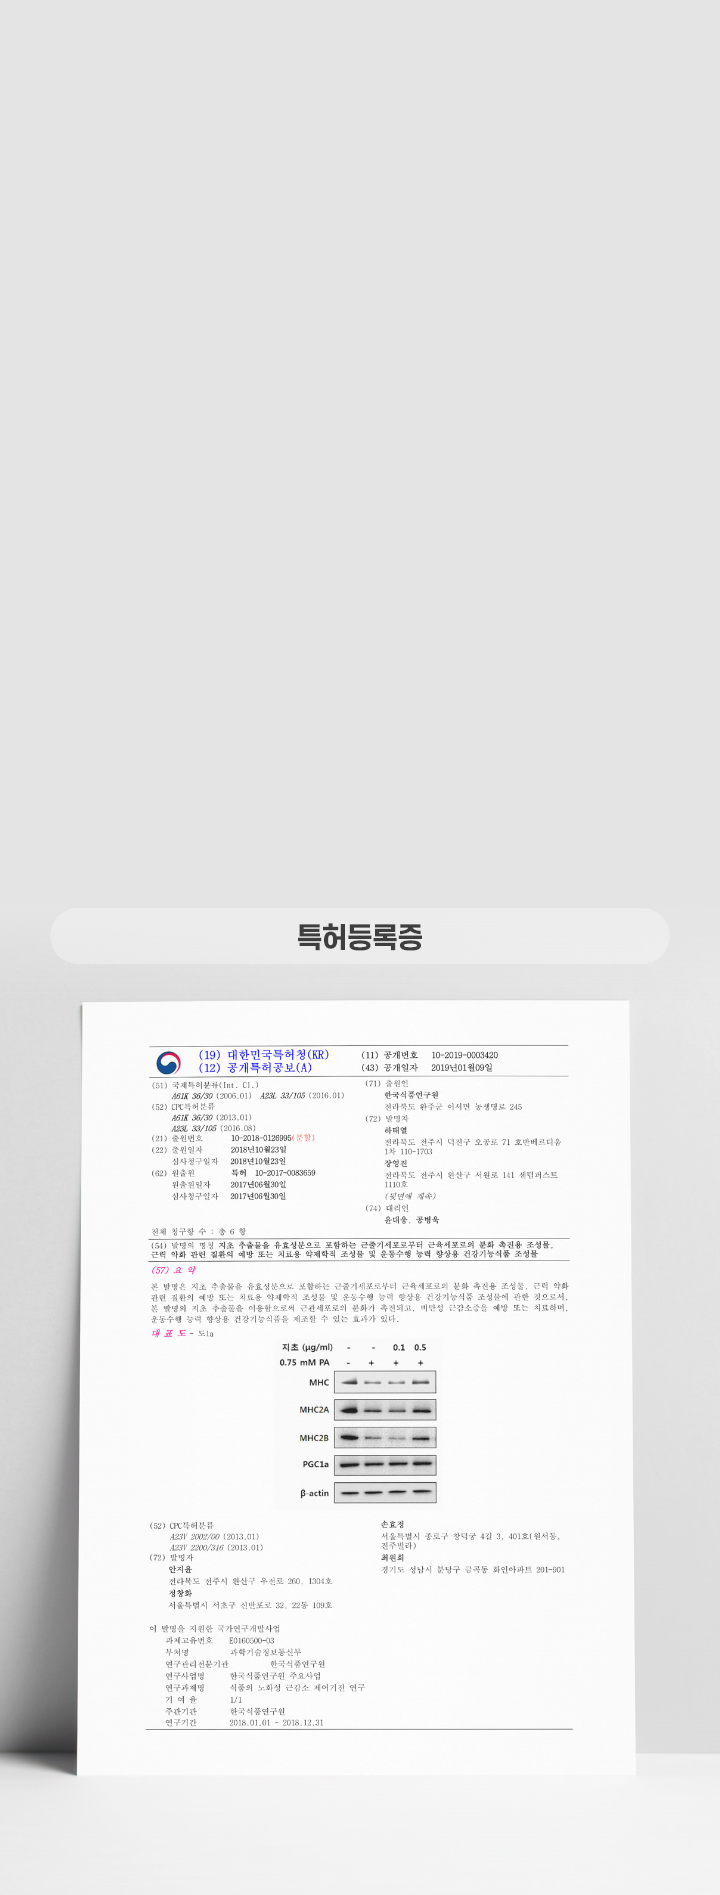 특허등록증
(19) 대한민국특허청(KR)
(12) 공개특허공보(A)
(11) 공개번호 10-2019-0003420
(43) 공개일자 2019년01월09일
(51) 국제특허분류(Int. Cl.)
A61K 36/30 (2006.01) A23L 33/105 (2016.01)
(52) CPC특허분류
A61K 36/30 (2013.01)
A23L 33/105 (2016.08)
(21) 출원번호 10-2018-0126995(분할)
(22) 출원일자 2018년10월23일
심사청구일자 2018년10월23일
(62) 원출원 특허 10-2017-0083659
원출원일자 2017년06월30일
심사청구일자 2017년06월30일
(71) 출원인
한국식품연구원
전라북도 완주군 이서면 농생명로 245
(72) 발명자
하태열
전라북도 전주시 덕진구 오공로 71 호반베르디움
1차 110-1703
장영진
전라북도 전주시 완산구 서원로 141 쉔덤퍼스트
1110호
(뒷면에 계속)
(74) 대리인
윤대웅, 공병욱
전체 청구항 수 : 총 6 항
(54) 발명의 명칭 지초 추출물을 유효성분으로 포함하는 근줄기세포로부터 근육세포로의 분화 촉진용 조성물,
근력 약화 관련 질환의 예방 또는 치료용 약제학적 조성물 및 운동수행 능력 향상용 건강기능식품 조성물
(57) 요 약
본 발명은 지초 추출물을 유효성분으로 포함하는 근줄기세포로부터 근육세포로의 분화 촉진용 조성물, 근력 약화
관련 질환의 예방 또는 치료용 약제학적 조성물 및 운동수행 능력 향상용 건강기능식품 조성물에 관한 것으로서,
본 발명의 지초 추출물을 이용함으로써 근관세포로의 분화가 촉진되고, 비만성 근감소증을 예방 또는 치료하며,
운동수행 능력 향상용 건강기능식품을 제조할 수 있는 효과가 있다.
대 표 도 - 도1a
지초 (μg/ml) - - 0.1 0.5
0.75 mM PA - + + +
MHC
MHC2A
MHC2B
PGC1a
β-actin
(52) CPC특허분류
A23V 2002/00 (2013.01)
A23V 2200/316 (2013.01)
(72) 발명자
안지윤
전라북도 전주시 완산구 우전로 260, 1304호
정창화
서울특별시 서초구 신반포로 32, 22동 109호
손효정
서울특별시 종로구 창덕궁 4길 3, 401호(원서동,
전주빌라)
최원희
경기도 성남시 분당구 금곡동 화인아파트 201-901
이 발명을 지원한 국가연구개발사업
과제고유번호 E0160500-03
부처명 과학기술정보통신부
연구관리전문기관 한국식품연구원
연구사업명 한국식품연구원 주요사업
연구과제명 식품의 노화성 근감소 제어기전 연구
기 여 율 1/1
주관기관 한국식품연구원
연구기간 2018.01.01 ~ 2018.12.31